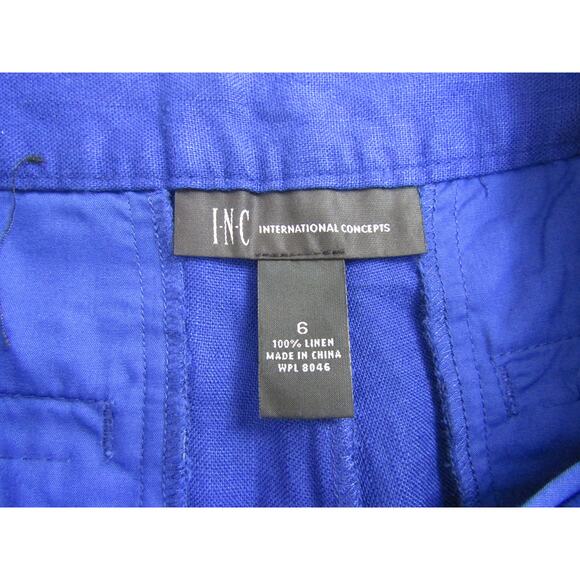 I·N·C INTERNATIONAL CONCEPTS
6
100% LINEN
MADE IN CHINA
WPL 8046